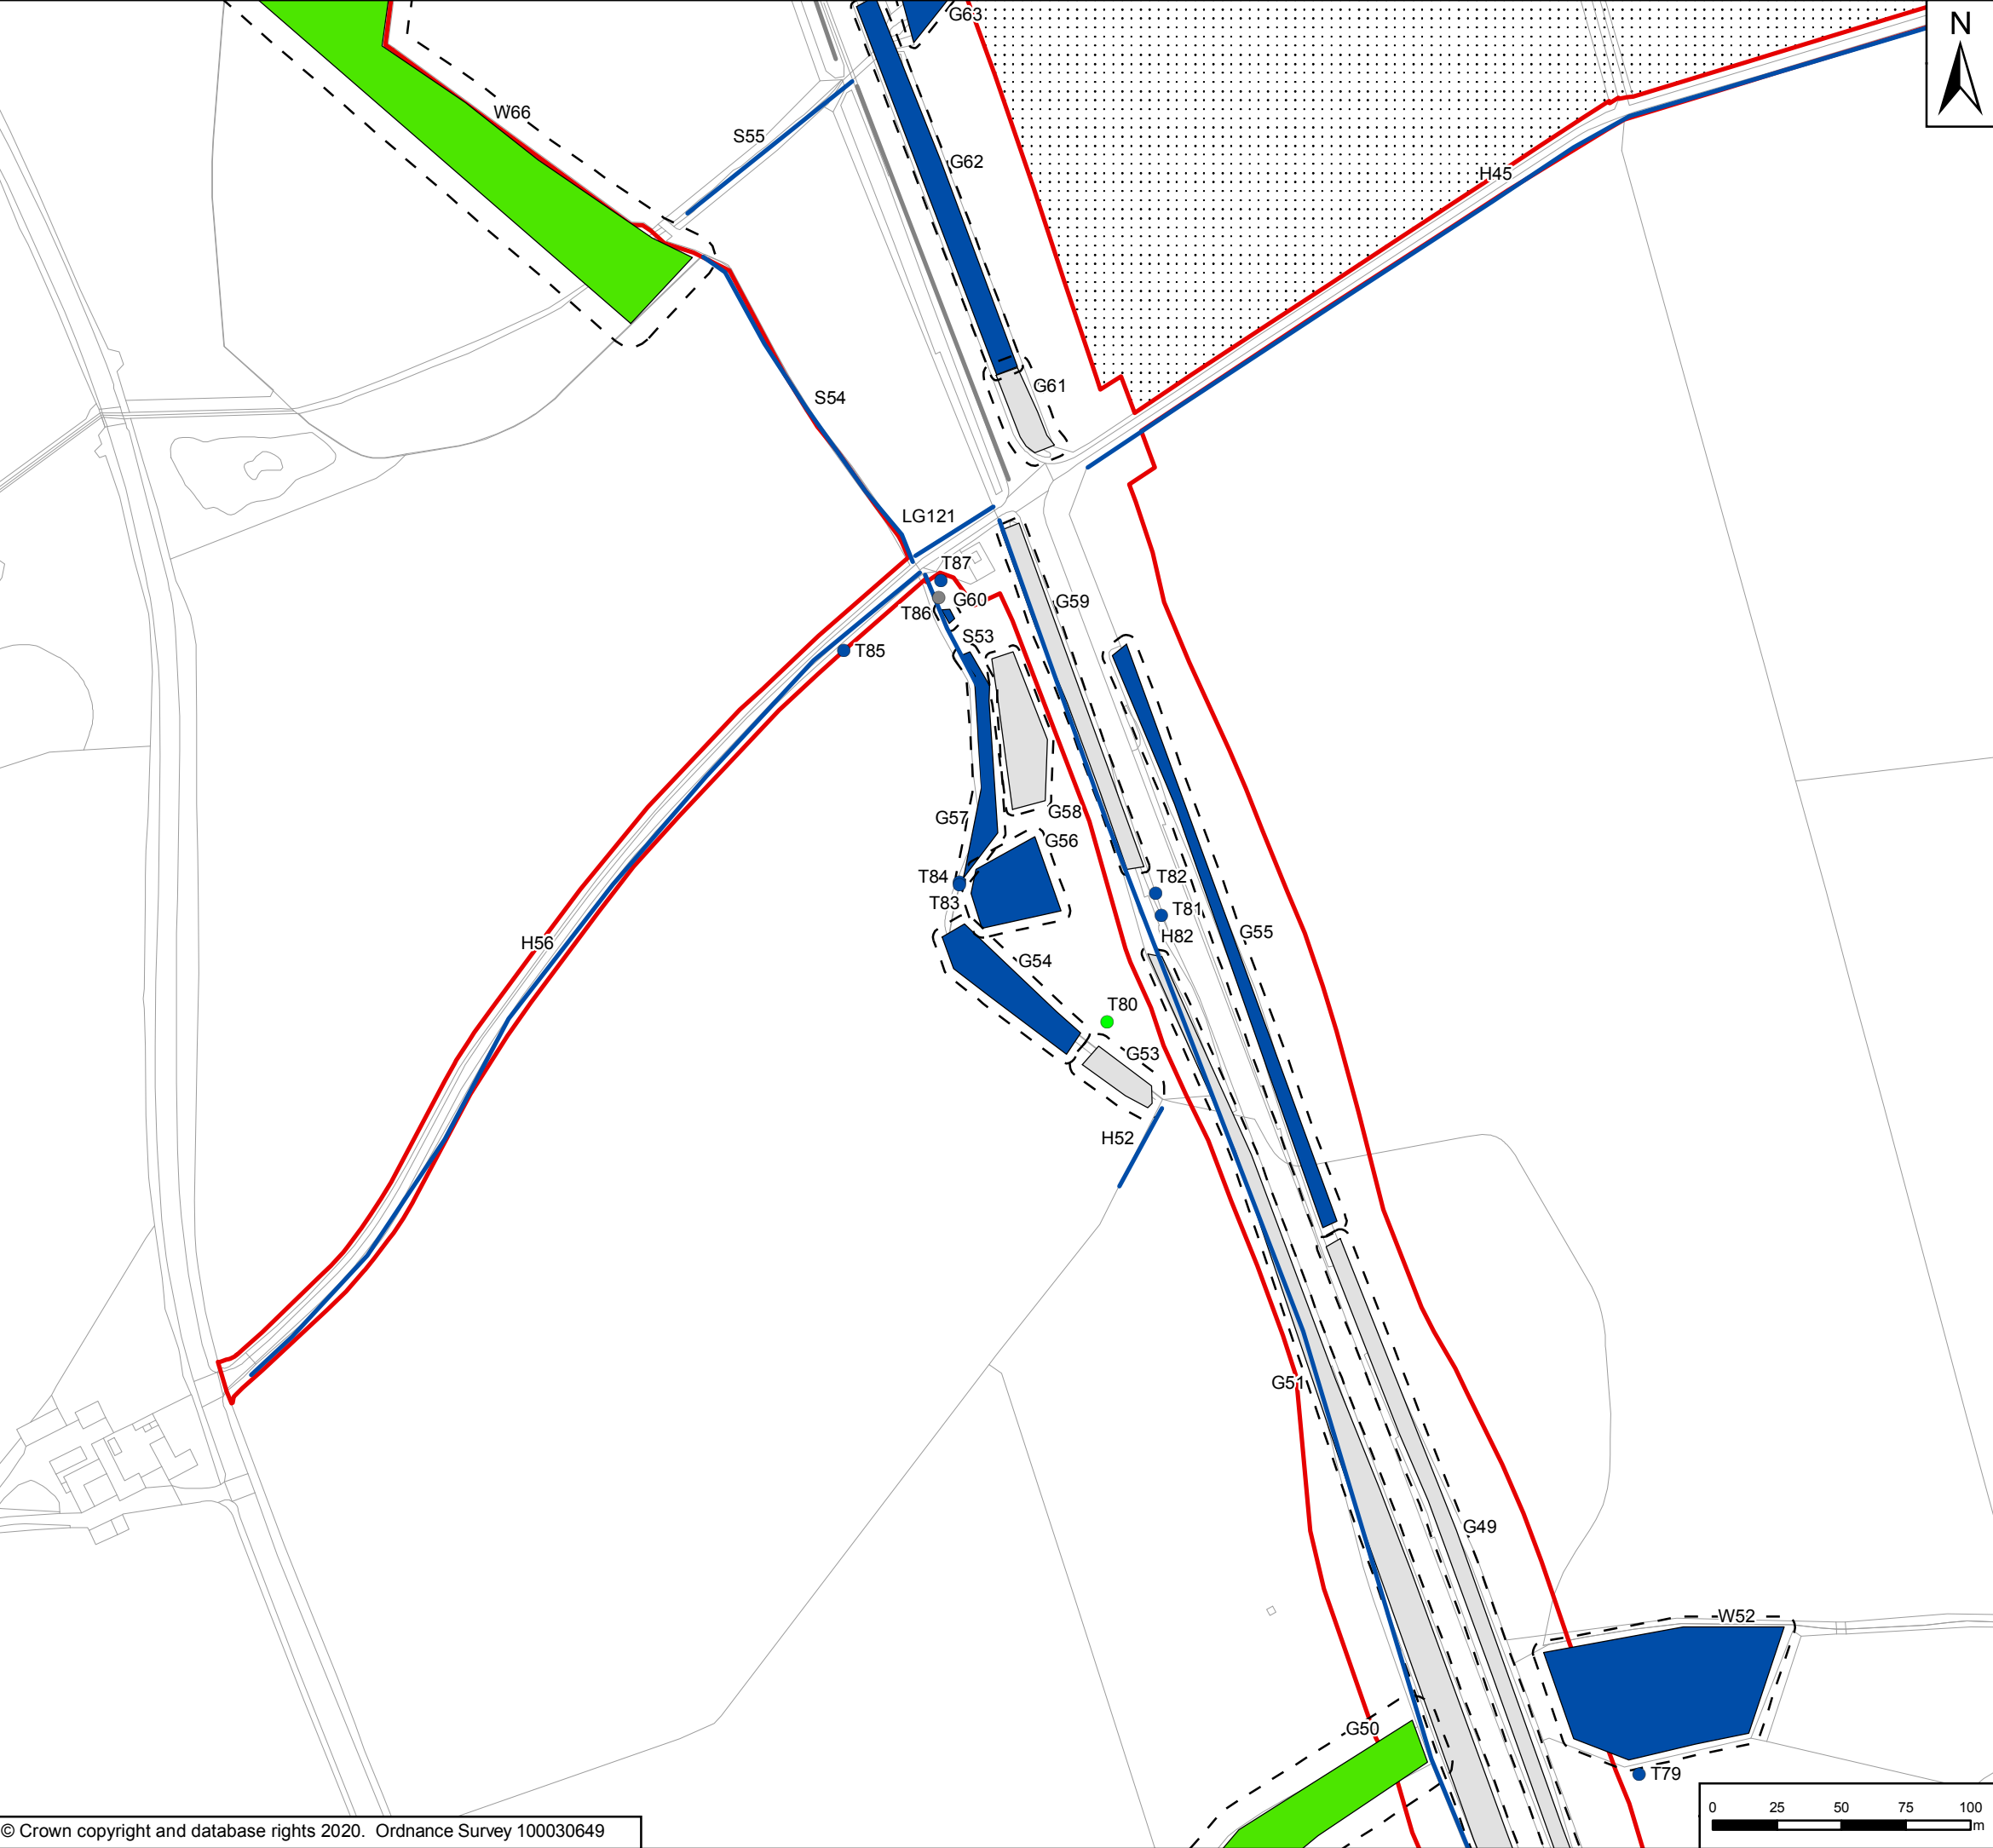 G63
N
W66
S55
G62
H45
G61
S54
LG121
T87
G60
T86
G59
S53
T85
G57
G58
G56
T84
T83
T82
T81
H82
G55
H56
G54
T80
G53
H52
G51
G49
W52
G50
T79
0 25 50 75 100
m
© Crown copyright and database rights 2020. Ordnance Survey 100030649